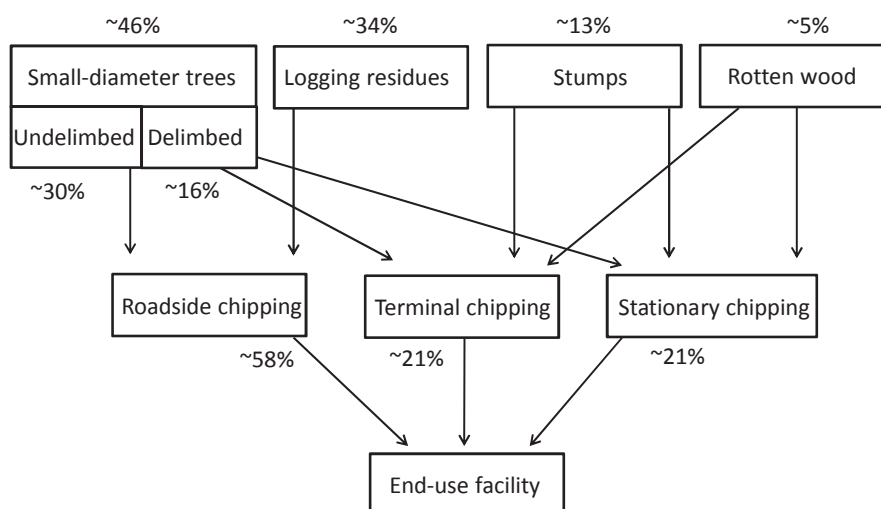 ~46%
~34%
~13%
~5%
Small-diameter trees
Logging residues
Stumps
Rotten wood
Undelimbed
Delimbed
~30%
~16%
Roadside chipping
Terminal chipping
Stationary chipping
~58%
~21%
~21%
End-use facility